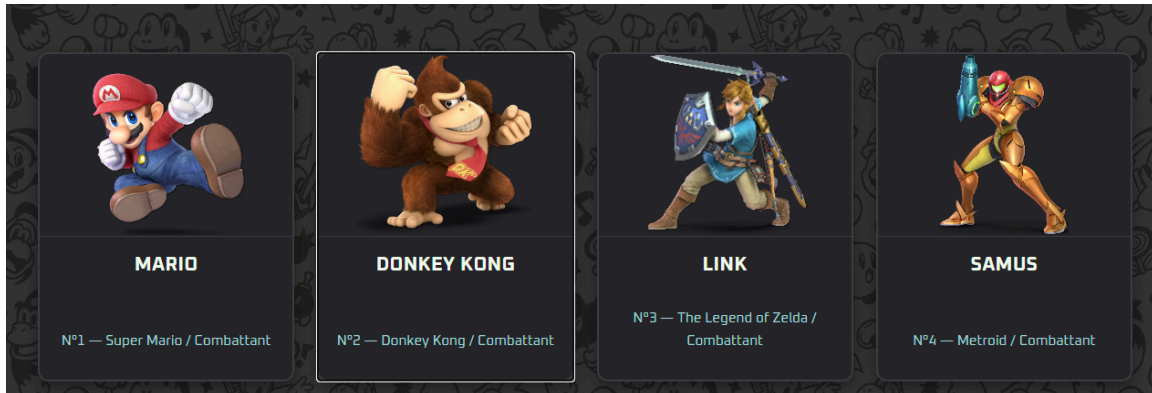 MARIO
N°1 — Super Mario / Combattant
DONKEY KONG
N°2 — Donkey Kong / Combattant
LINK
N°3 — The Legend of Zelda /
Combattant
SAMUS
N°4 — Metroid / Combattant